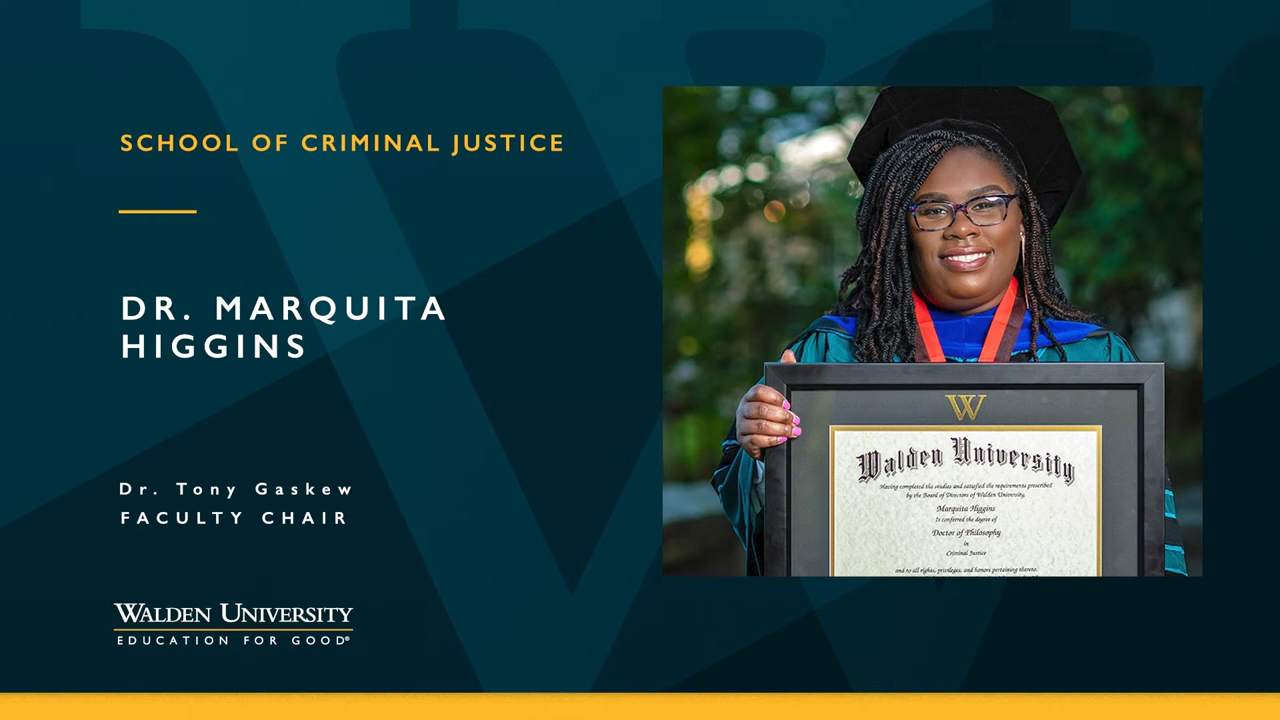 SCHOOL OF CRIMINAL JUSTICE
DR. MARQUITA
HIGGINS
Dr. Tony Gaskew
FACULTY CHAIR
WALDEN UNIVERSITY
EDUCATION FOR GOOD®
W
Walden University
Having completed the studies and satisfied the requirements prescribed
by the Board of Directors of Walden University,
Marquita Higgins
Is conferred the degree of
Doctor of Philosophy
in
Criminal Justice
and to all rights, privileges, and honors pertaining thereto.